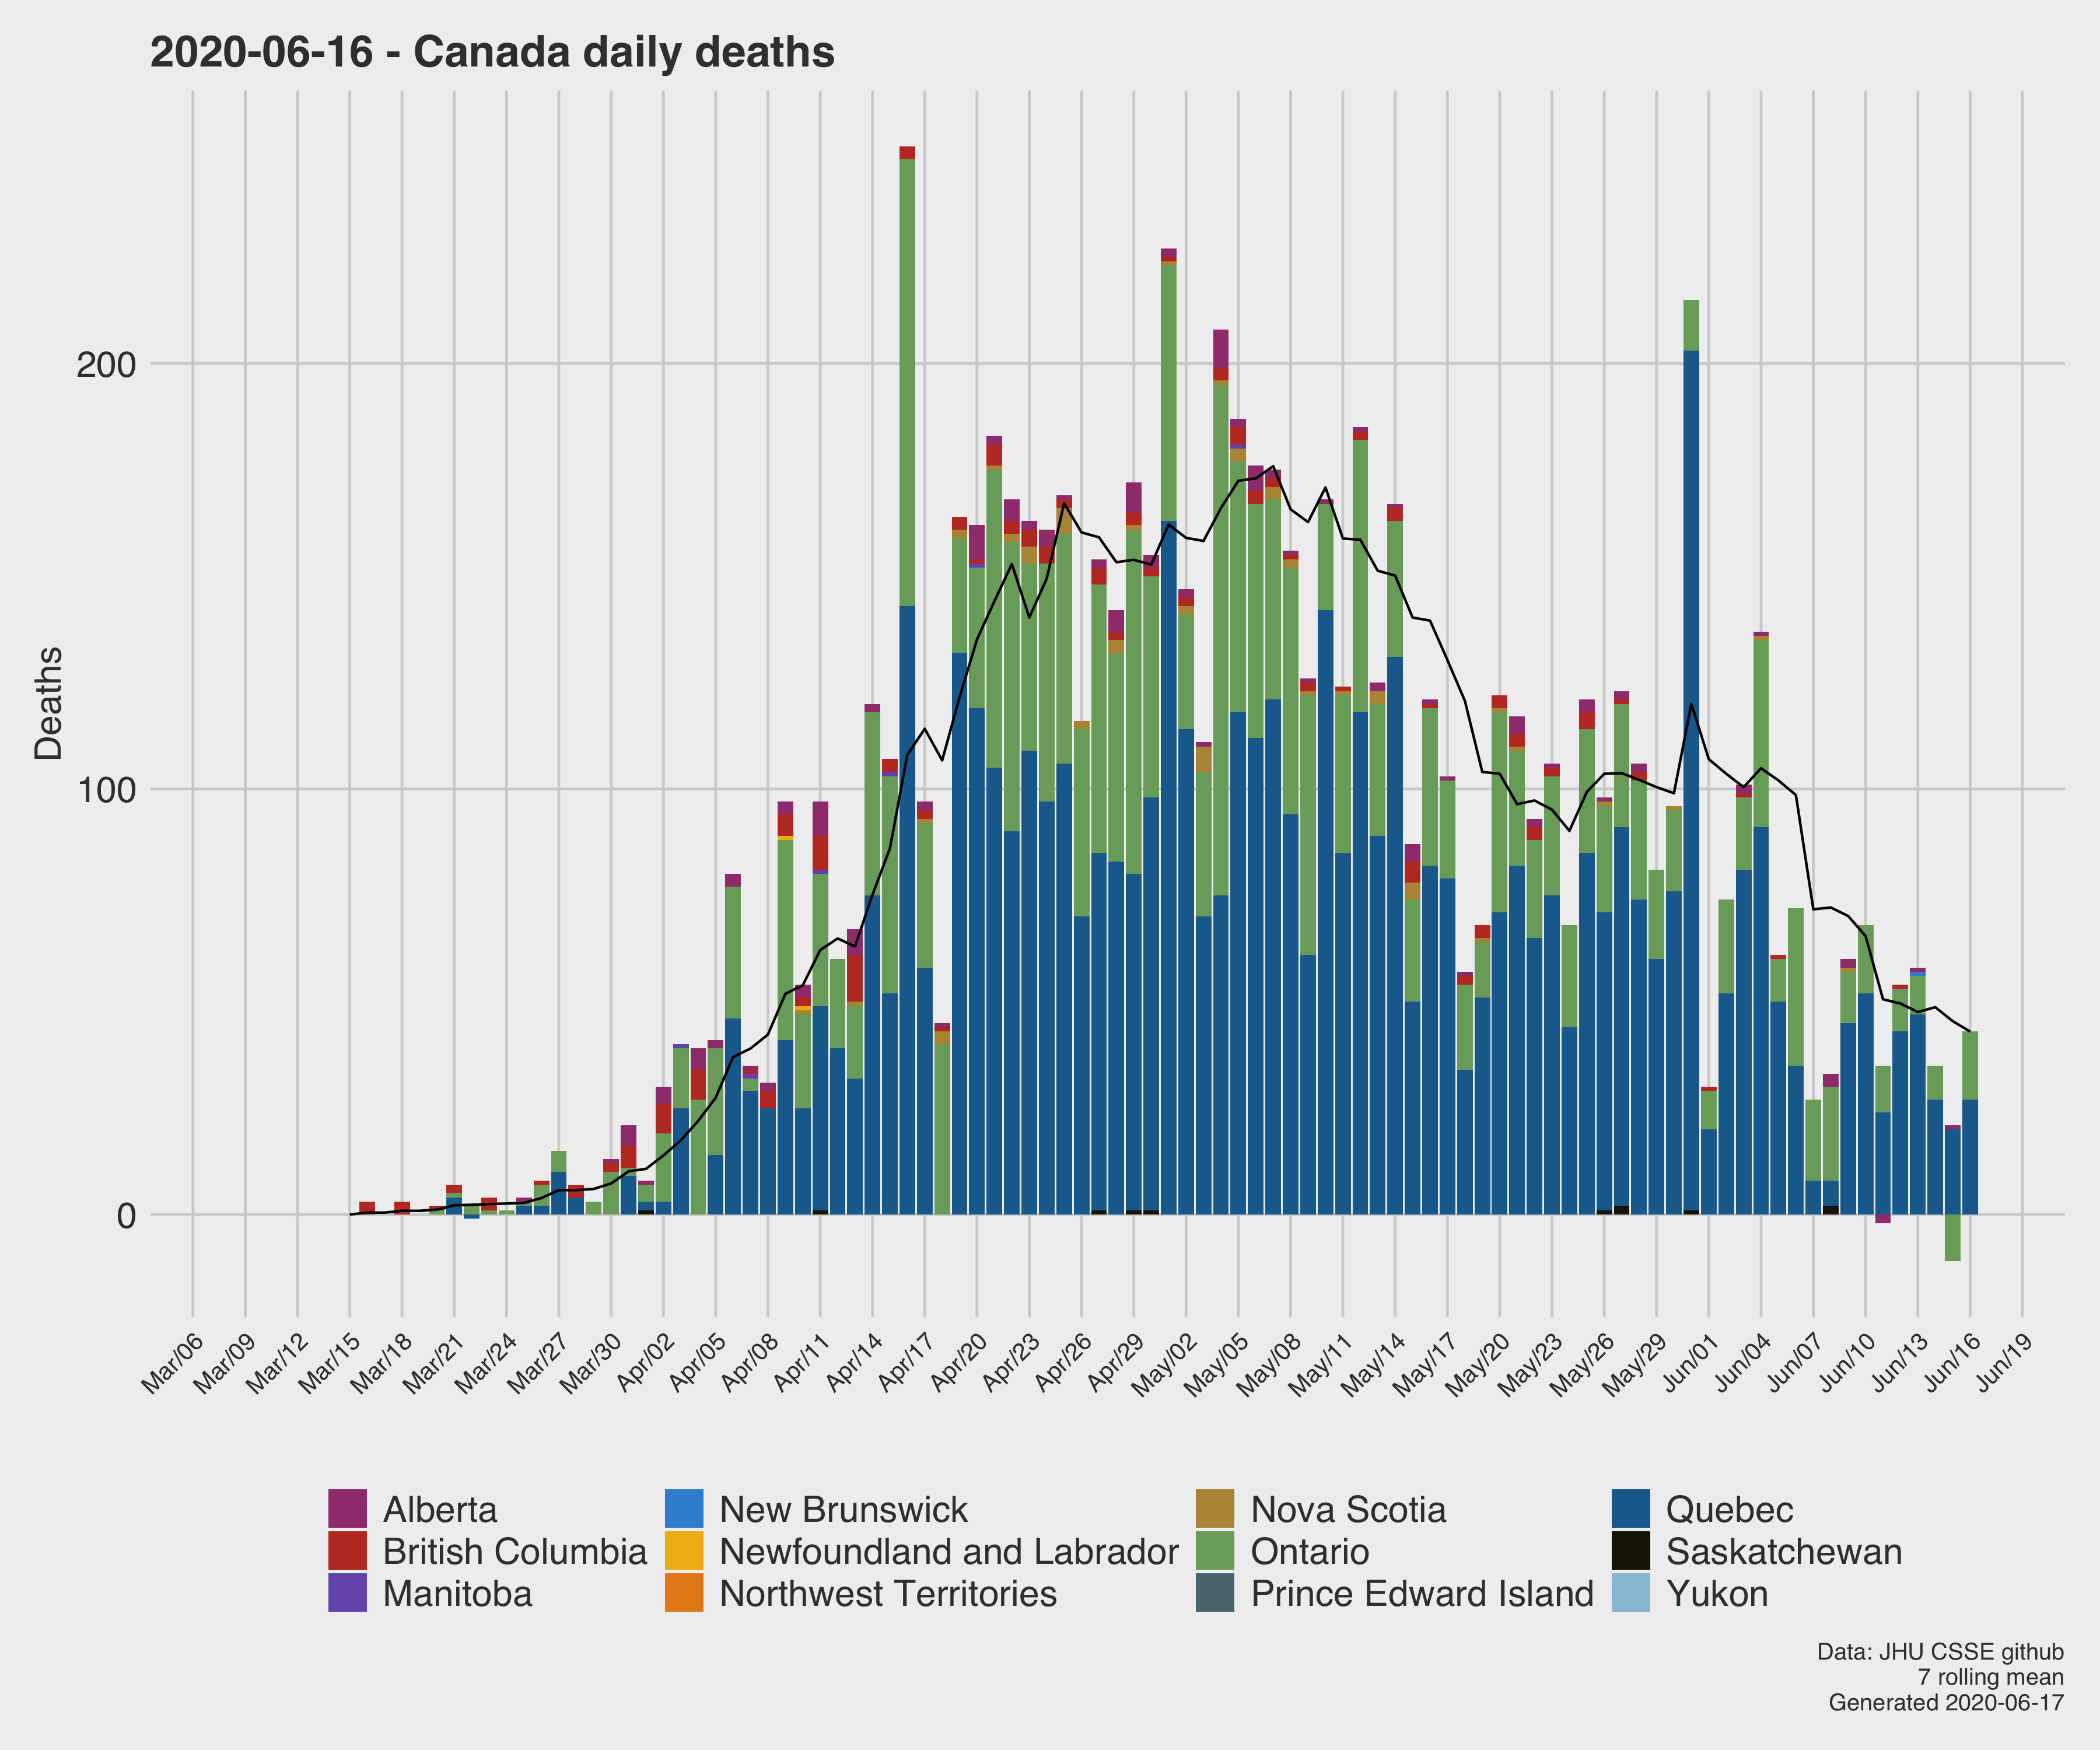 2020-06-16 - Canada daily deaths
Deaths
200
100
0
Mar/06 Mar/09 Mar/12 Mar/15 Mar/18 Mar/21 Mar/24 Mar/27 Mar/30 Apr/02 Apr/05 Apr/08 Apr/11 Apr/14 Apr/17 Apr/20 Apr/23 Apr/26 Apr/29 May/02 May/05 May/08 May/11 May/14 May/17 May/20 May/23 May/26 May/29 Jun/01 Jun/04 Jun/07 Jun/10 Jun/13 Jun/16 Jun/19
Alberta New Brunswick Nova Scotia Quebec
British Columbia Newfoundland and Labrador Ontario Saskatchewan
Manitoba Northwest Territories Prince Edward Island Yukon
Data: JHU CSSE github
7 rolling mean
Generated 2020-06-17